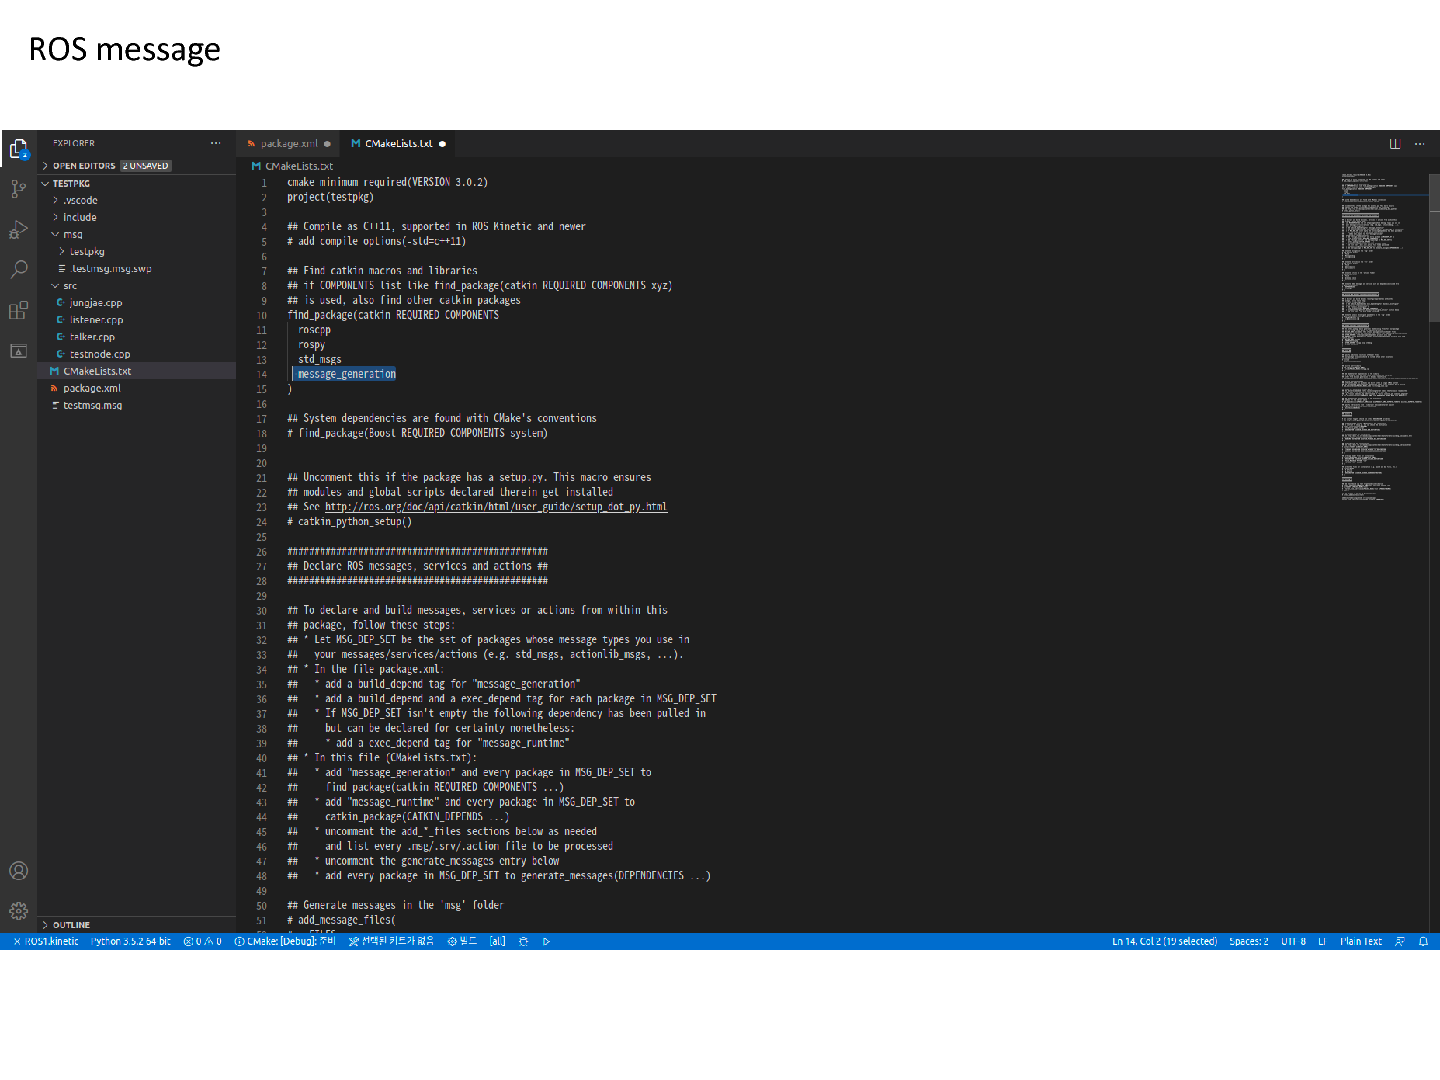 ROS message
EXPLORER
OPEN EDITORS 2 UNSAVED
TESTPKG
.vscode
include
msg
testpkg
.testmsg.msg.swp
src
jungjae.cpp
listener.cpp
talker.cpp
testnode.cpp
CMakeLists.txt
package.xml
testmsg.msg
OUTLINE
package.xml
CMakeLists.txt
CMakeLists.txt
1 cmake_minimum_required(VERSION 3.0.2)
2 project(testpkg)
3
4 ## Compile as C++11, supported in ROS Kinetic and newer
5 # add_compile_options(-std=c++11)
6
7 ## Find catkin macros and libraries
8 ## if COMPONENTS list like find_package(catkin REQUIRED COMPONENTS xyz)
9 ## is used, also find other catkin packages
10 find_package(catkin REQUIRED COMPONENTS
11 roscpp
12 rospy
13 std_msgs
14 message_generation
15 )
16
17 ## System dependencies are found with CMake's conventions
18 # find_package(Boost REQUIRED COMPONENTS system)
19
20
21 ## Uncomment this if the package has a setup.py. This macro ensures
22 ## modules and global scripts declared therein get installed
23 ## See http://ros.org/doc/api/catkin/html/user_guide/setup_dot_py.html
24 # catkin_python_setup()
25
26 ################################################
27 ## Declare ROS messages, services and actions ##
28 ################################################
29
30 ## To declare and build messages, services or actions from within this
31 ## package, follow these steps:
32 ## * Let MSG_DEP_SET be the set of packages whose message types you use in
33 ## your messages/services/actions (e.g. std_msgs, actionlib_msgs, ...).
34 ## * In the file package.xml:
35 ## * add a build_depend tag for "message_generation"
36 ## * add a build_depend and a exec_depend tag for each package in MSG_DEP_SET
37 ## * If MSG_DEP_SET isn't empty the following dependency has been pulled in
38 ## but can be declared for certainty nonetheless:
39 ## * add a exec_depend tag for "message_runtime"
40 ## * In this file (CMakeLists.txt):
41 ## * add "message_generation" and every package in MSG_DEP_SET to
42 ## find_package(catkin REQUIRED COMPONENTS ...)
43 ## * add "message_runtime" and every package in MSG_DEP_SET to
44 ## catkin_package(CATKIN_DEPENDS ...)
45 ## * uncomment the add_*_files sections below as needed
46 ## and list every .msg/.srv/.action file to be processed
47 ## * uncomment the generate_messages entry below
48 ## * add every package in MSG_DEP_SET to generate_messages(DEPENDENCIES ...)
49
50 ## Generate messages in the 'msg' folder
51 # add_message_files(
ROS1.kinetic Python 3.5.2 64-bit 0 0 CMake: [Debug]: 준비 선택된 키트가 없음 빌드 [all] Ln 14, Col 2 (19 selected) Spaces: 2 UTF-8 LF Plain Text